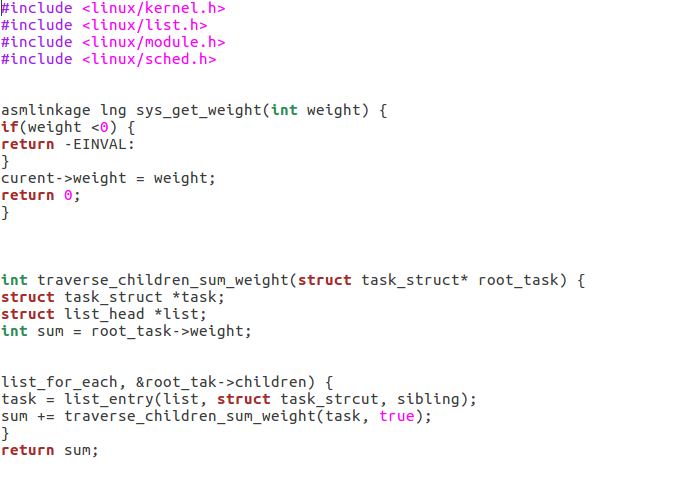 #include <linux/kernel.h>
#include <linux/list.h>
#include <linux/module.h>
#include <linux/sched.h>
asmlinkage lng sys_get_weight(int weight) {
if(weight <0) {
return -EINVAL:
}
curent->weight = weight;
return 0;
}
int traverse_children_sum_weight(struct task_struct* root_task) {
struct task_struct *task;
struct list_head *list;
int sum = root_task->weight;
list_for_each, &root_tak->children) {
task = list_entry(list, struct task_strcut, sibling);
sum += traverse_children_sum_weight(task, true);
}
return sum;